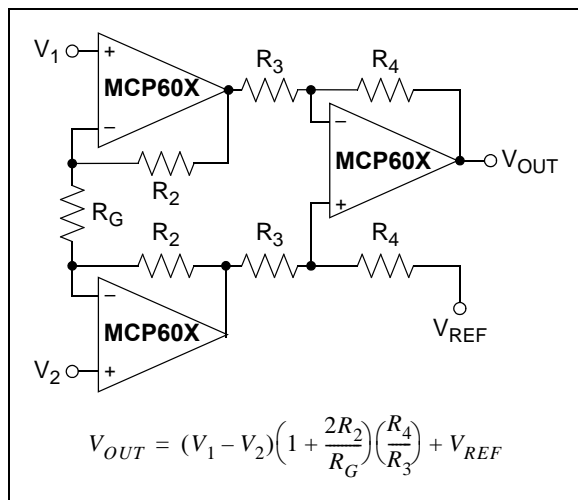 V1
+
MCP60X
−
R3
R4
R2
RG
−
MCP60X
+
VOUT
R2
R3
R4
−
MCP60X
+
V2
VREF
VOUT = (V1 − V2)(1 + 2R2/RG)(R4/R3) + VREF